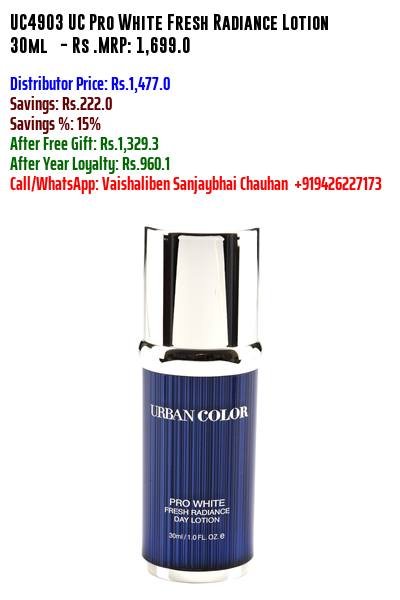 UC4903 UC Pro White Fresh Radiance Lotion
30ml - Rs .MRP: 1,699.0
Distributor Price: Rs.1,477.0
Savings: Rs.222.0
Savings %: 15%
After Free Gift: Rs.1,329.3
After Year Loyalty: Rs.960.1
Call/WhatsApp: Vaishaliben Sanjaybhai Chauhan +919426227173
URBAN COLOR
PRO WHITE
FRESH RADIANCE
DAY LOTION
30ml / 1.0 FL. OZ. e